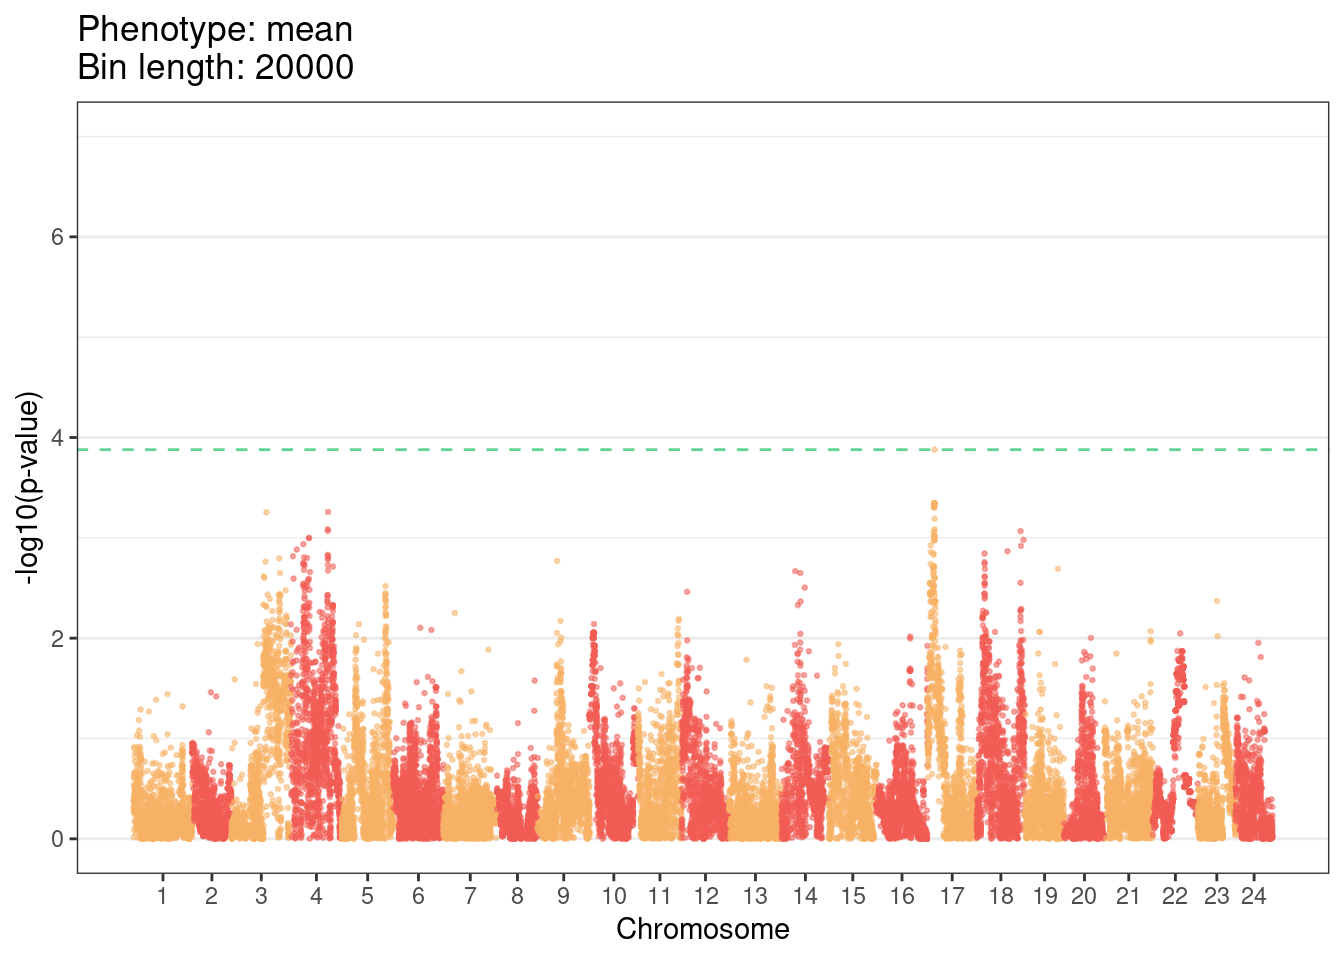 Phenotype: mean
Bin length: 20000
-log10(p-value)
6
4
2
0
1 2 3 4 5 6 7 8 9 10 11 12 13 14 15 16 17 18 19 20 21 22 23 24
Chromosome